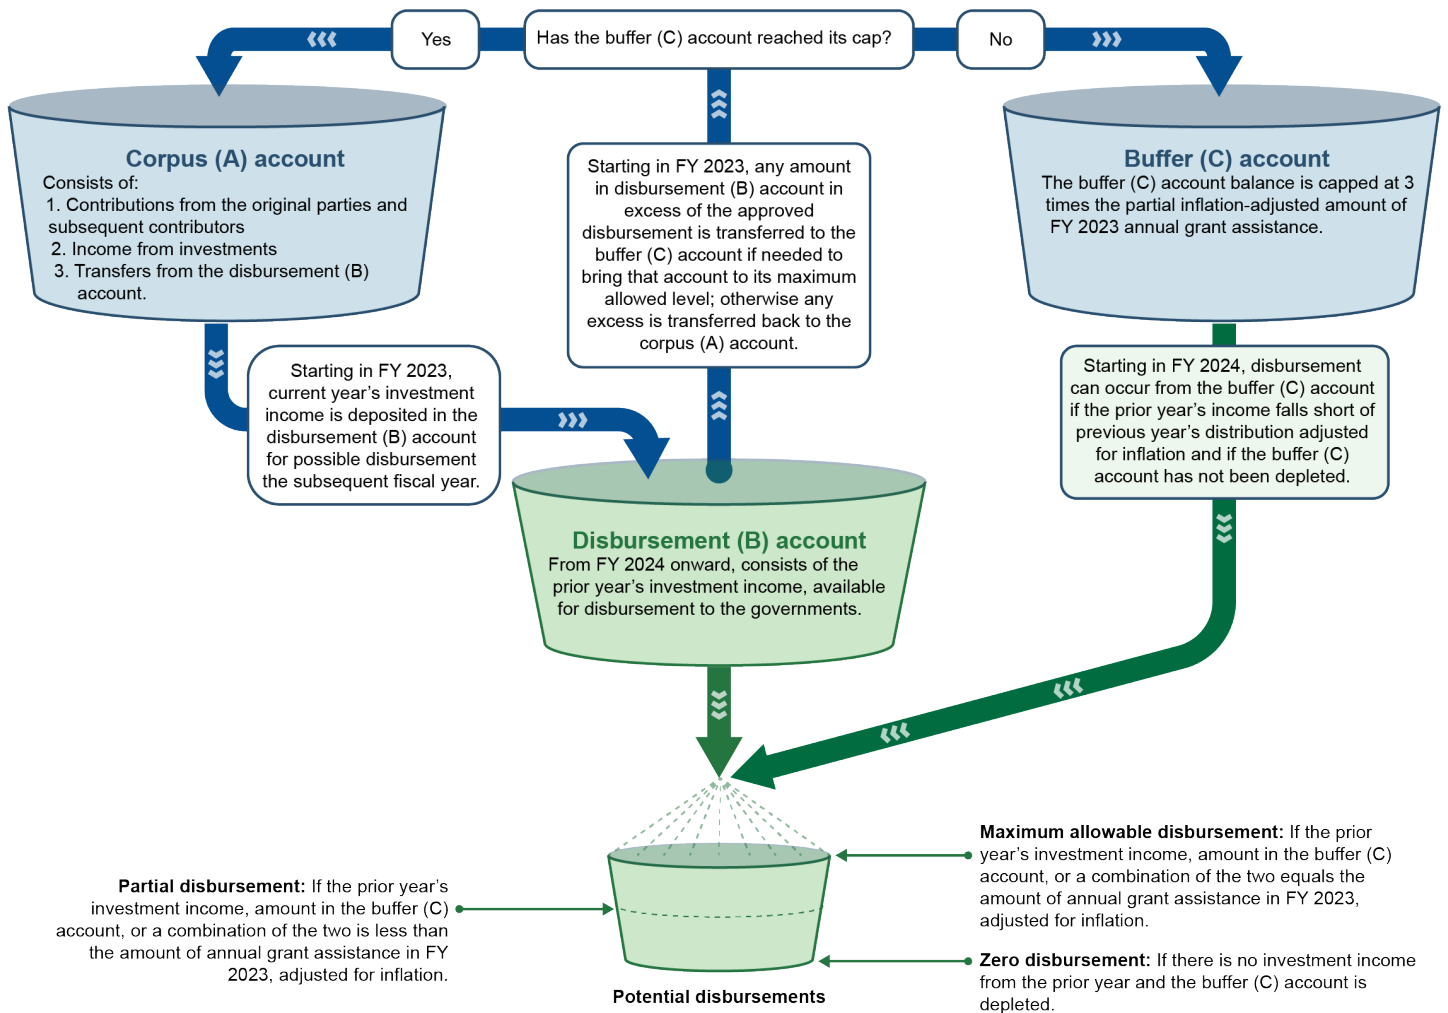 Yes
Has the buffer (C) account reached its cap?
No
Corpus (A) account
Consists of:
1. Contributions from the original parties and
subsequent contributors
2. Income from investments
3. Transfers from the disbursement (B)
account.
Starting in FY 2023, any amount
in disbursement (B) account in
excess of the approved
disbursement is transferred to the
buffer (C) account if needed to
bring that account to its maximum
allowed level; otherwise any
excess is transferred back to the
corpus (A) account.
Buffer (C) account
The buffer (C) account balance is capped at 3
times the partial inflation-adjusted amount of
FY 2023 annual grant assistance.
Starting in FY 2023,
current year’s investment
income is deposited in the
disbursement (B) account
for possible disbursement
the subsequent fiscal year.
Starting in FY 2024, disbursement
can occur from the buffer (C) account
if the prior year’s income falls short of
previous year’s distribution adjusted
for inflation and if the buffer (C)
account has not been depleted.
Disbursement (B) account
From FY 2024 onward, consists of the
prior year’s investment income, available
for disbursement to the governments.
Partial disbursement: If the prior year’s
investment income, amount in the buffer (C)
account, or a combination of the two is less than
the amount of annual grant assistance in FY
2023, adjusted for inflation.
Maximum allowable disbursement: If the prior
year’s investment income, amount in the buffer (C)
account, or a combination of the two equals the
amount of annual grant assistance in FY 2023,
adjusted for inflation.
Zero disbursement: If there is no investment income
from the prior year and the buffer (C) account is
depleted.
Potential disbursements